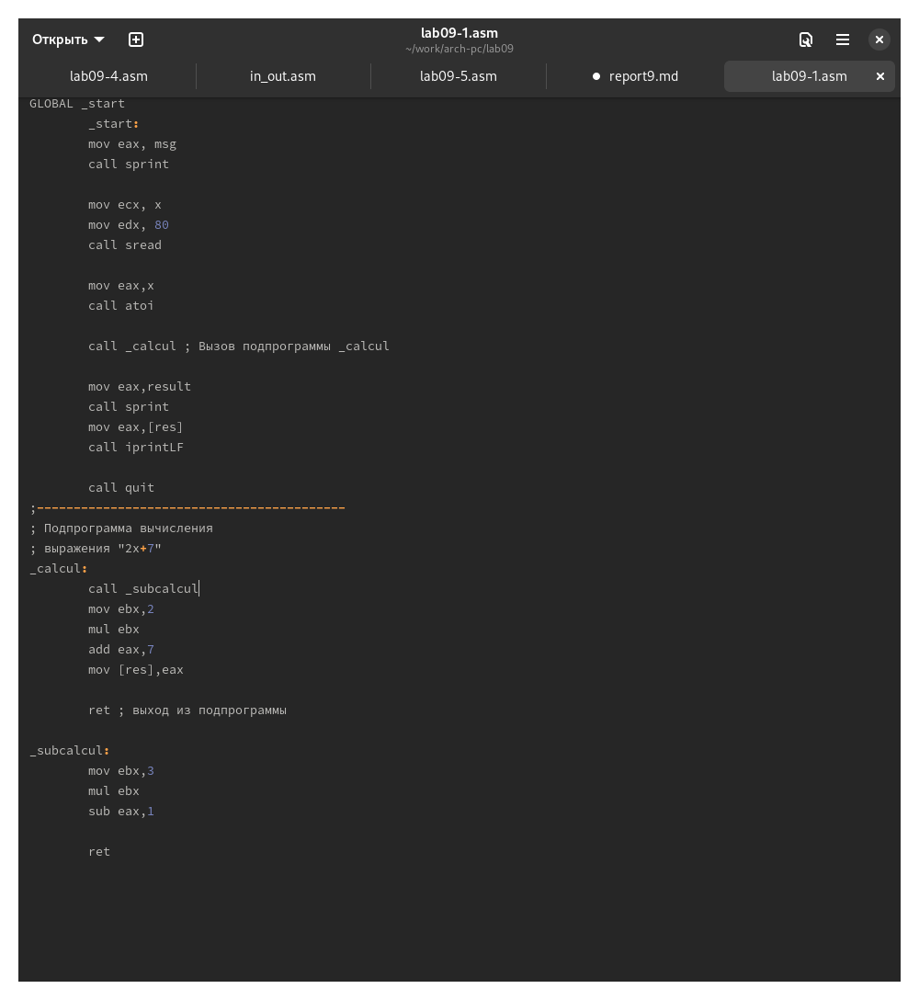 Открыть
lab09-1.asm
~/work/arch-pc/lab09
lab09-4.asm
in_out.asm
lab09-5.asm
report9.md
lab09-1.asm
GLOBAL _start
_start:
mov eax, msg
call sprint
mov ecx, x
mov edx, 80
call sread
mov eax,x
call atoi
call _calcul ; Вызов подпрограммы _calcul
mov eax,result
call sprint
mov eax,[res]
call iprintLF
call quit
;------------------------------------------
; Подпрограмма вычисления
; выражения "2x+7"
_calcul:
call _subcalcul
mov ebx,2
mul ebx
add eax,7
mov [res],eax
ret ; выход из подпрограммы
_subcalcul:
mov ebx,3
mul ebx
sub eax,1
ret